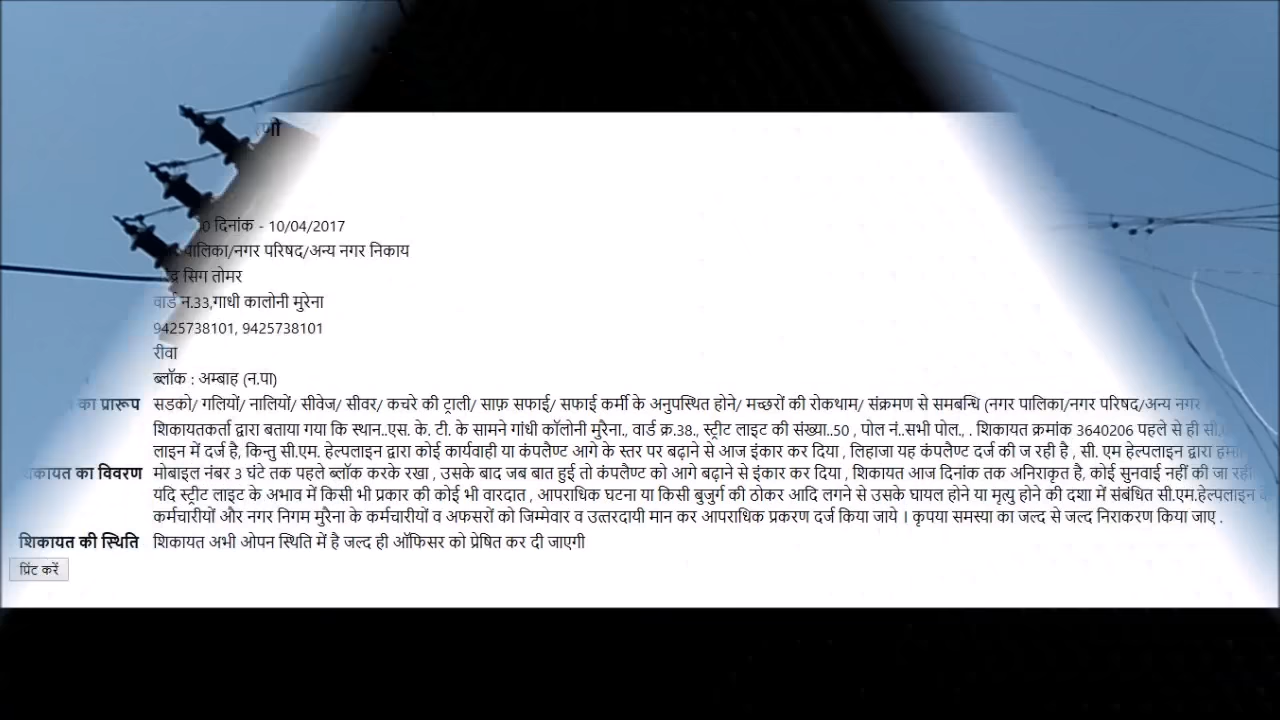 दिनांक - 10/04/2017
पालिका/नगर परिषद/अन्य नगर निकाय
सिग तोमर
वार्ड न.33,गाधी कालोनी मुरेना
9425738101, 9425738101
रीवा
ब्लॉक : अम्बाह (न.पा)
का प्रारूप सडको/ गलियों/ नालियों/ सीवेज/ सीवर/ कचरे की ट्राली/ साफ़ सफाई/ सफाई कर्मी के अनुपस्थित होने/ मच्छरों की रोकथाम/ संक्रमण से समबन्धि (नगर पालिका/नगर परिषद/अन्य नगर
शिकायतकर्ता द्वारा बताया गया कि स्थान..एस. के. टी. के सामने गांधी कॉलोनी मुरैना., वार्ड क्र.38., स्ट्रीट लाइट की संख्या..50 , पोल नं..सभी पोल., . शिकायत क्रमांक 3640206 पहले से ही
लाइन में दर्ज है, किन्तु सी.एम. हेल्पलाइन द्वारा कोई कार्यवाही या कंपलैण्ट आगे के स्तर पर बढ़ाने से आज इंकार कर दिया , लिहाजा यह कंपलैण्ट दर्ज की ज रही है , सी. एम हेल्पलाइन द्वारा
शिकायत का विवरण मोबाइल नंबर 3 घंटे तक पहले ब्लॉक करके रखा , उसके बाद जब बात हुई तो कंपलैण्ट को आगे बढ़ाने से इंकार कर दिया , शिकायत आज दिनांक तक अनिराकृत है, कोई सुनवाई नहीं की जा रही
यदि स्ट्रीट लाइट के अभाव में किसी भी प्रकार की कोई भी वारदात , आपराधिक घटना या किसी बुजुर्ग की ठोकर आदि लगने से उसके घायल होने या मृत्यु होने की दशा में संबंधित सी.एम.हेल्पलाइन के
कर्मचारीयों और नगर निगम मुरैना के कर्मचारीयों व अफसरों को जिम्मेवार व उत्तरदायी मान कर आपराधिक प्रकरण दर्ज किया जाये । कृपया समस्या का जल्द से जल्द निराकरण किया जाए .
शिकायत की स्थिति शिकायत अभी ओपन स्थिति में है जल्द ही ऑफिसर को प्रेषित कर दी जाएगी
प्रिंट करें